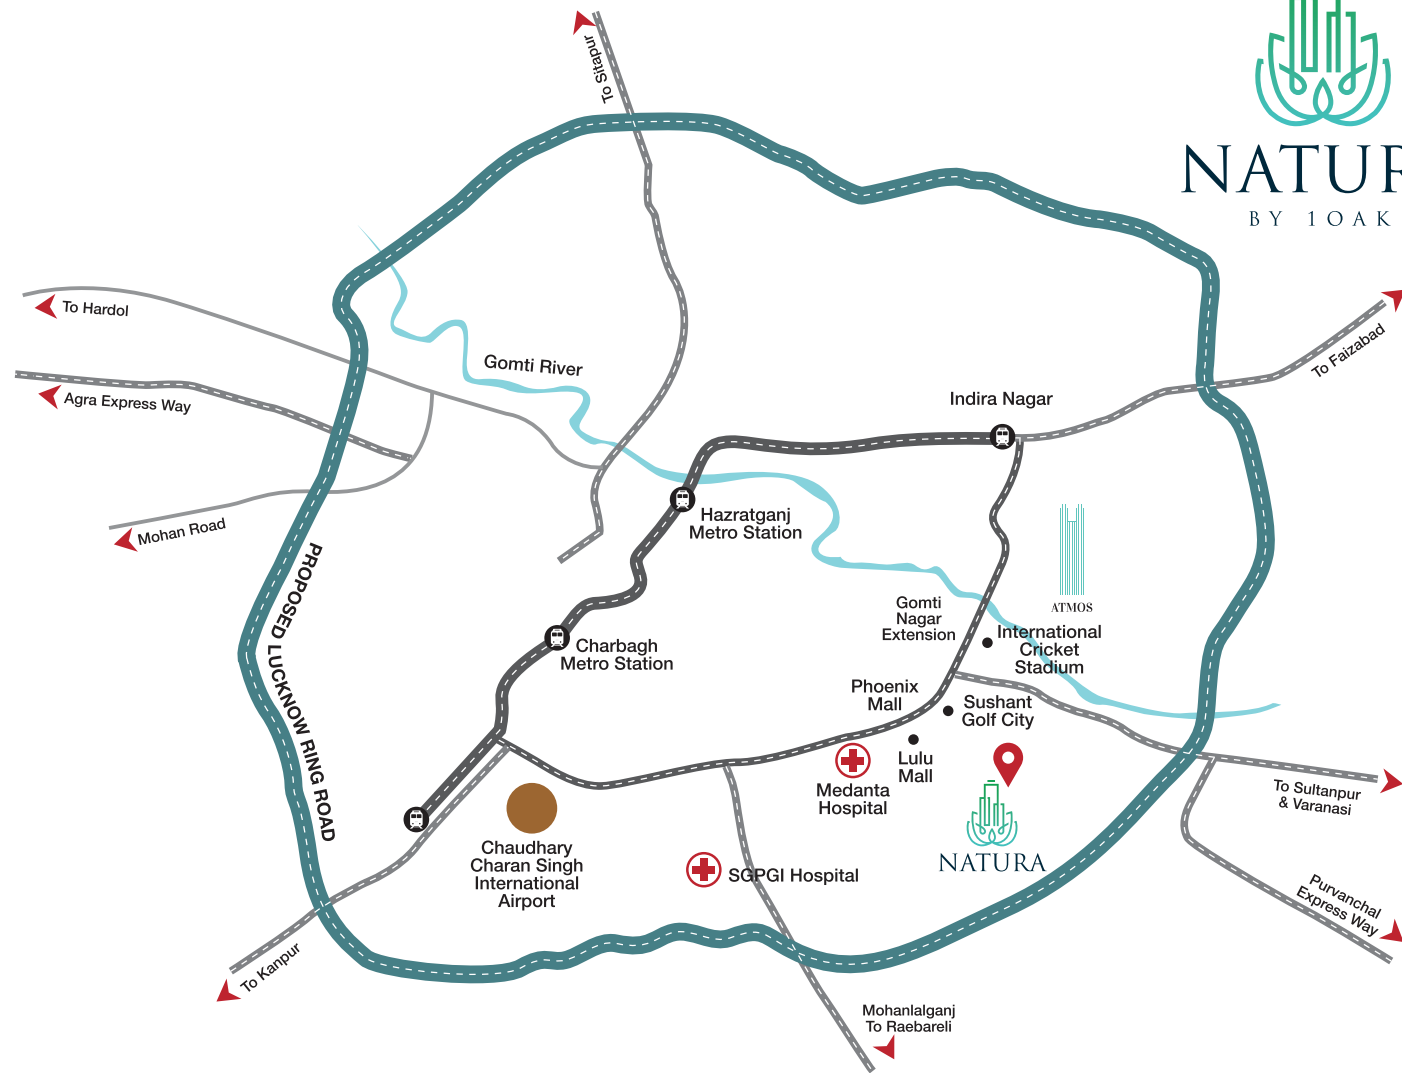 To Sitapur
NATUR
BY 1OAK
To Hardol
Agra Express Way
Mohan Road
Gomti River
Indira Nagar
To Faizabad
Hazratganj
Metro Station
PROPOSED LUCKNOW RING ROAD
ATMOS
Gomti
Nagar
Extension
International
Cricket
Stadium
Charbagh
Metro Station
Phoenix
Mall
Sushant
Golf City
Lulu
Mall
Medanta
Hospital
To Sultanpur
& Varanasi
Chaudhary
Charan Singh
International
Airport
NATURA
SGPGI Hospital
Purvanchal
Express Way
To Kanpur
Mohanlalganj
To Raebareli